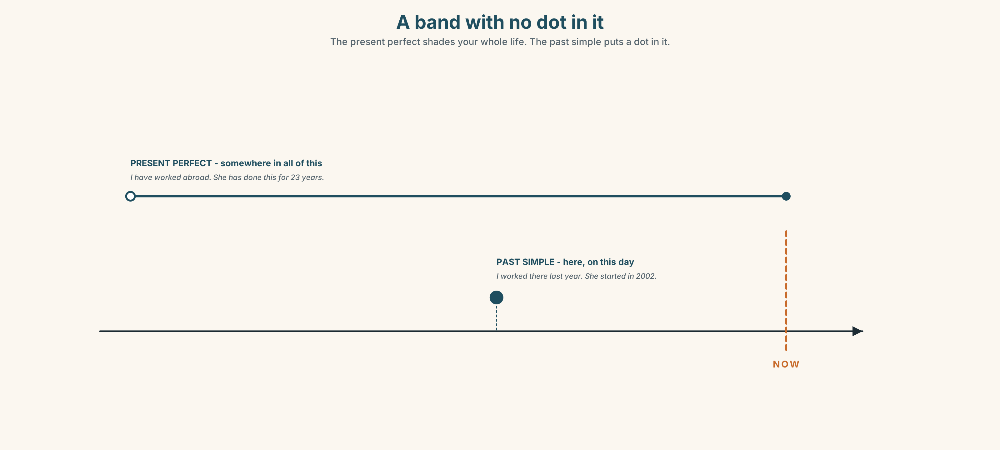 A band with no dot in it
The present perfect shades your whole life. The past simple puts a dot in it.
PRESENT PERFECT - somewhere in all of this
I have worked abroad. She has done this for 23 years.
PAST SIMPLE - here, on this day
I worked there last year. She started in 2002.
NOW